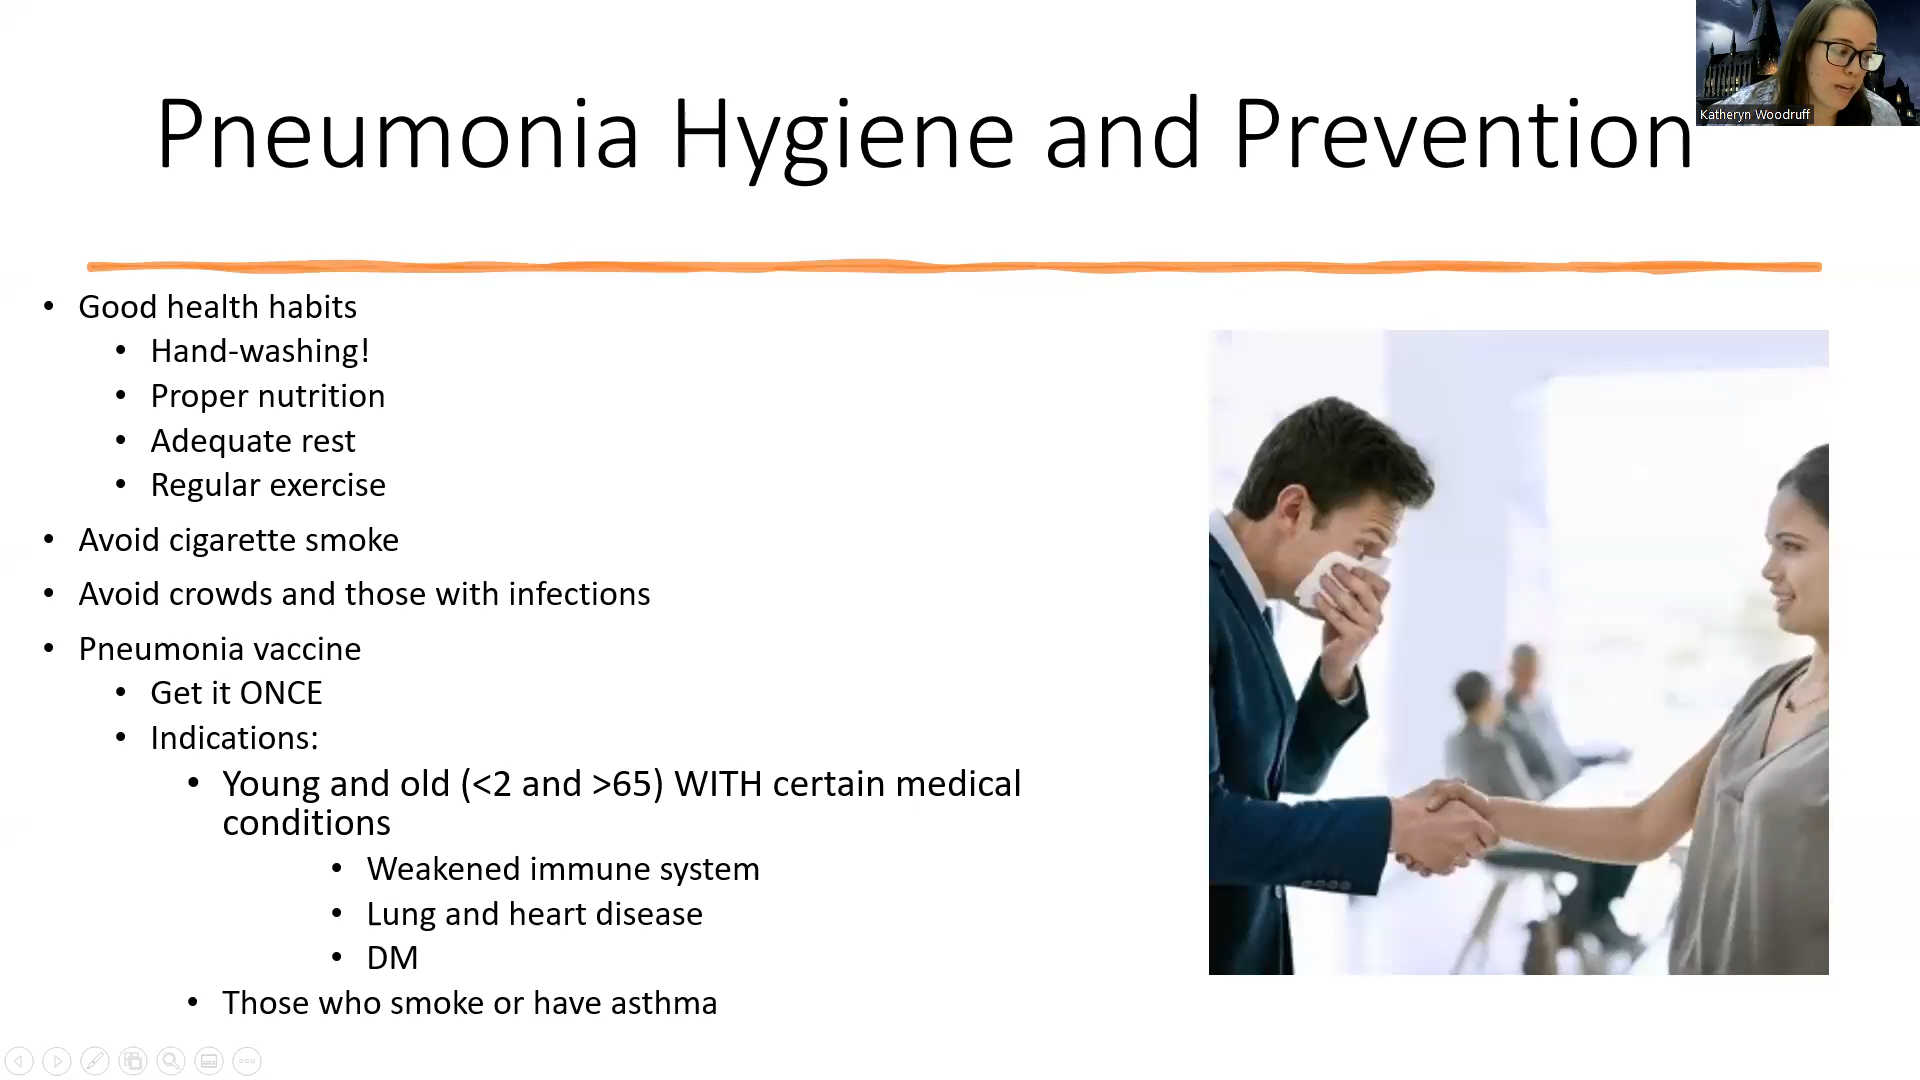 Pneumonia Hygiene and Prevention
Katheryn Woodruff
• Good health habits
• Hand-washing!
• Proper nutrition
• Adequate rest
• Regular exercise
• Avoid cigarette smoke
• Avoid crowds and those with infections
• Pneumonia vaccine
• Get it ONCE
• Indications:
• Young and old (<2 and >65) WITH certain medical
conditions
• Weakened immune system
• Lung and heart disease
• DM
• Those who smoke or have asthma